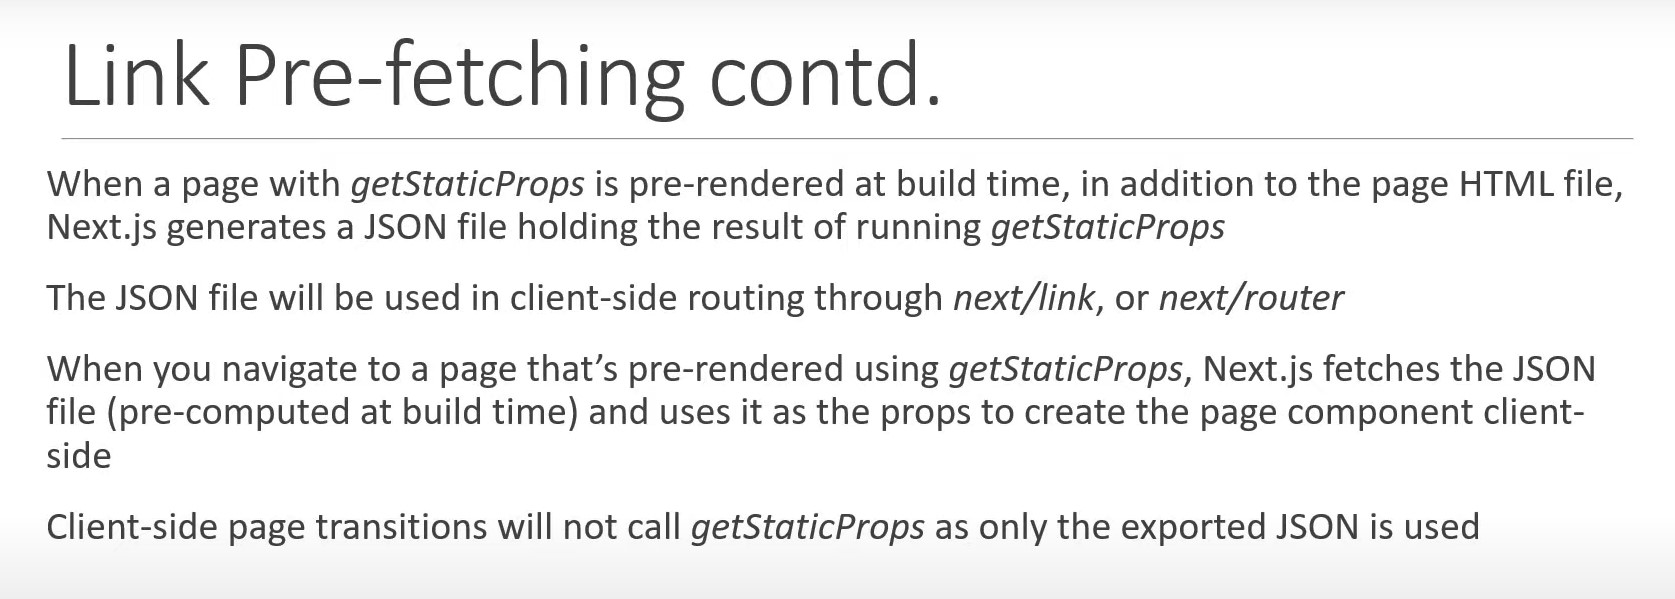 Link Pre-fetching contd.
When a page with getStaticProps is pre-rendered at build time, in addition to the page HTML file,
Next.js generates a JSON file holding the result of running getStaticProps
The JSON file will be used in client-side routing through next/link, or next/router
When you navigate to a page that’s pre-rendered using getStaticProps, Next.js fetches the JSON
file (pre-computed at build time) and uses it as the props to create the page component client-
side
Client-side page transitions will not call getStaticProps as only the exported JSON is used